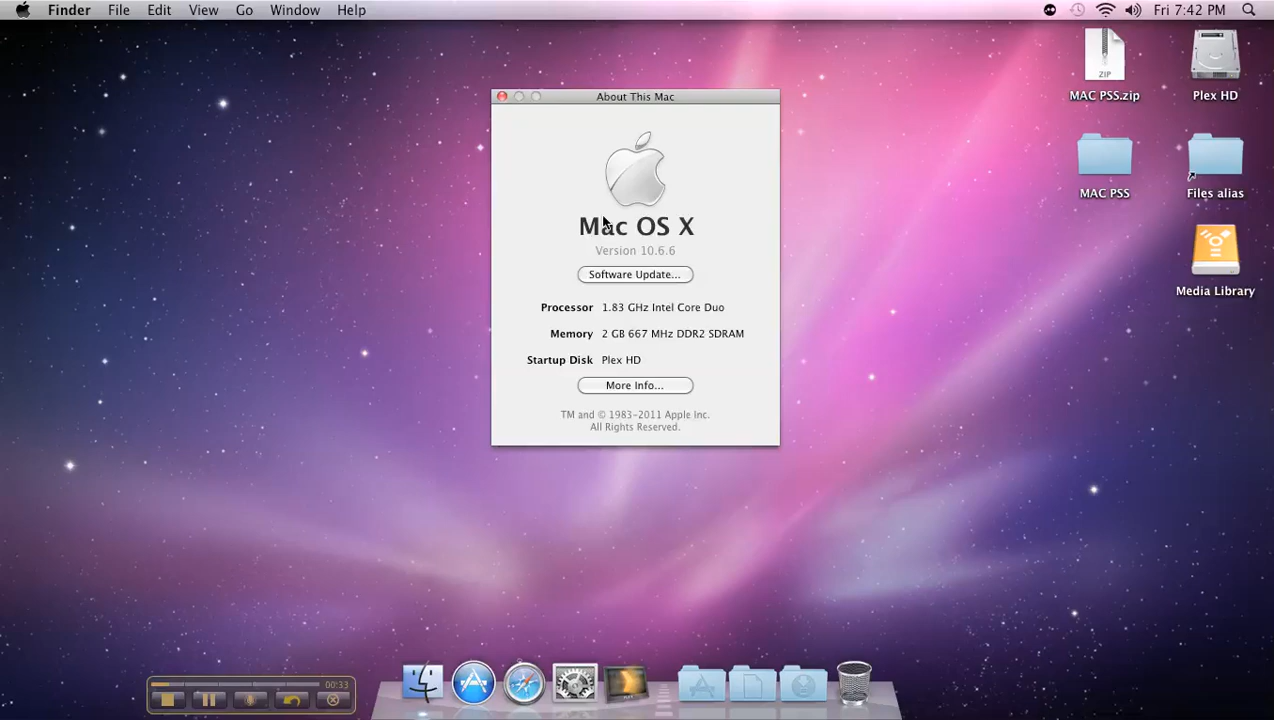 Finder File Edit View Go Window Help
Fri 7:42 PM
ZIP
MAC PSS.zip
Plex HD
MAC PSS
Files alias
Media Library
About This Mac
Mac OS X
Version 10.6.6
Software Update...
Processor 1.83 GHz Intel Core Duo
Memory 2 GB 667 MHz DDR2 SDRAM
Startup Disk Plex HD
More Info...
TM and © 1983-2011 Apple Inc.
All Rights Reserved.
00:33